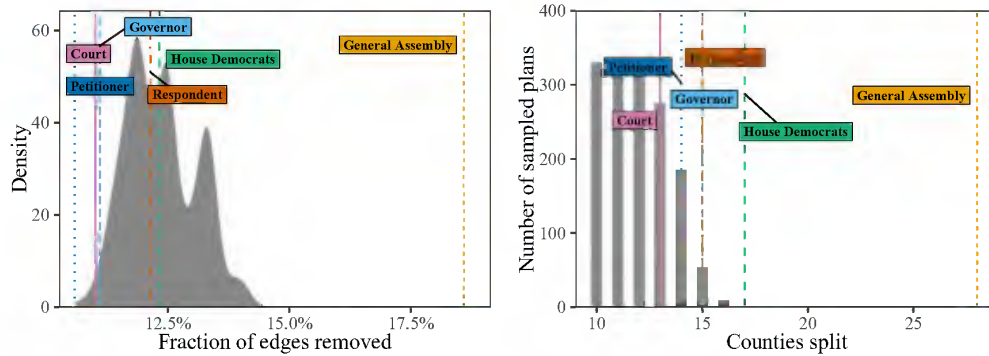 Density
60
40
20
0
Governor
Court
General Assembly
House Democrats
Petitioner
Respondent
12.5%
15.0%
17.5%
Fraction of edges removed
Number of sampled plans
400
300
200
100
0
Petitioner
Governor
General Assembly
Court
House Democrats
10
15
20
25
Counties split